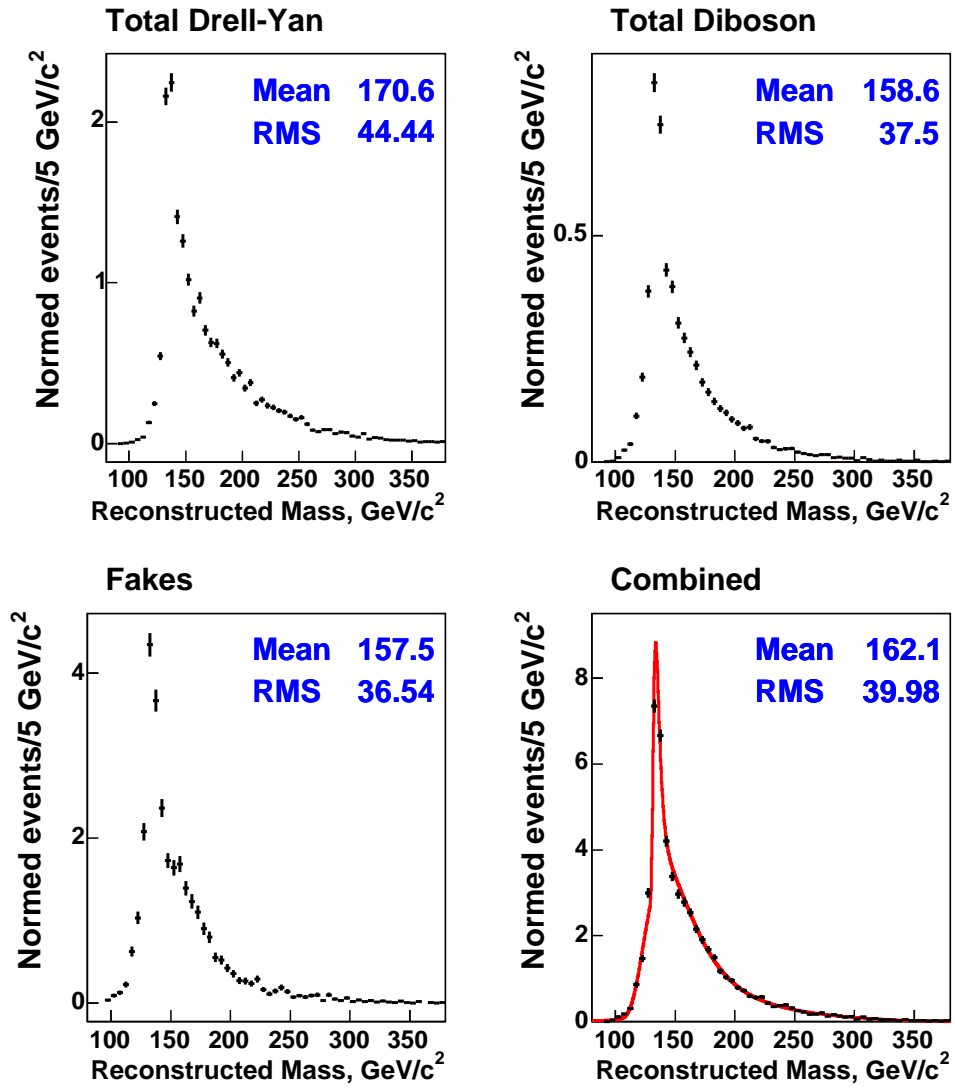 Total Drell-Yan
Normed events/5 GeV/c²
Mean 170.6
RMS 44.44
2
1
0
100 150 200 250 300 350
Reconstructed Mass, GeV/c²
Total Diboson
Normed events/5 GeV/c²
Mean 158.6
RMS 37.5
0.5
0
100 150 200 250 300 350
Reconstructed Mass, GeV/c²
Fakes
Normed events/5 GeV/c²
Mean 157.5
RMS 36.54
4
2
0
100 150 200 250 300 350
Reconstructed Mass, GeV/c²
Combined
Normed events/5 GeV/c²
Mean 162.1
RMS 39.98
8
6
4
2
0
100 150 200 250 300 350
Reconstructed Mass, GeV/c²